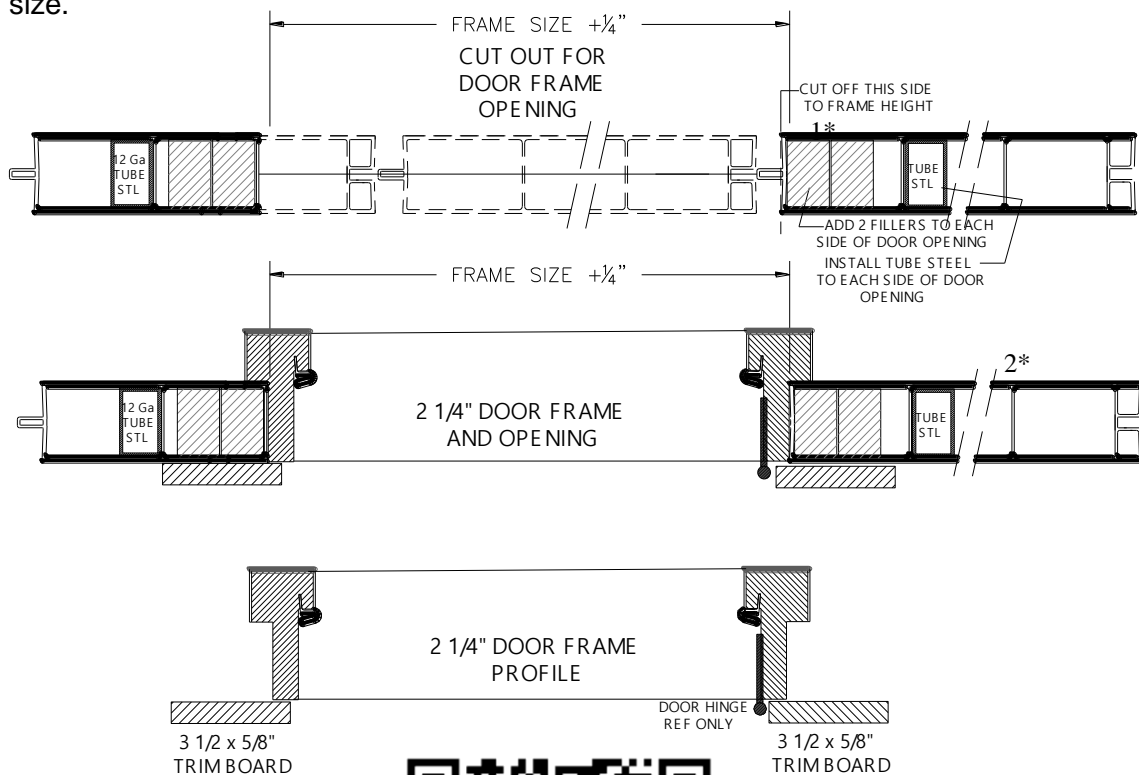 size.
FRAME SIZE +¼"
CUT OUT FOR
DOOR FRAME
OPENING
CUT OFF THIS SIDE
TO FRAME HEIGHT
1*
12 Ga
TUBE
STL
TUBE
STL
ADD 2 FILLERS TO EACH
SIDE OF DOOR OPENING
INSTALL TUBE STEEL
TO EACH SIDE OF DOOR
OPENING
FRAME SIZE +¼"
2*
12 Ga
TUBE
STL
2 1/4" DOOR FRAME
AND OPENING
TUBE
STL
2 1/4" DOOR FRAME
PROFILE
DOOR HINGE
REF ONLY
3 1/2 x 5/8"
TRIM BOARD
3 1/2 x 5/8"
TRIM BOARD